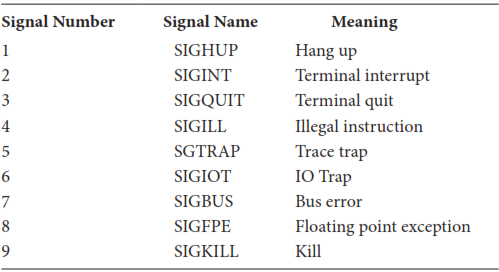 Signal Number Signal Name Meaning
1 SIGHUP Hang up
2 SIGINT Terminal interrupt
3 SIGQUIT Terminal quit
4 SIGILL Illegal instruction
5 SGTRAP Trace trap
6 SIGIOT IO Trap
7 SIGBUS Bus error
8 SIGFPE Floating point exception
9 SIGKILL Kill